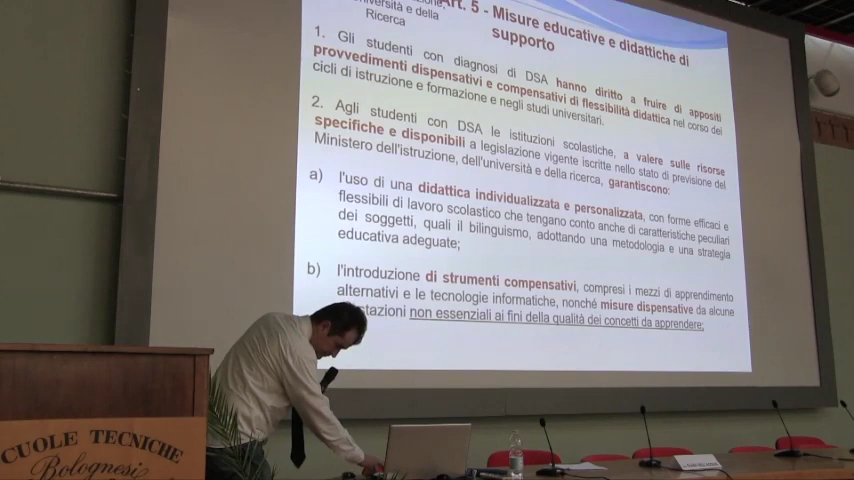 niversità e della
Ricerca
Art. 5 - Misure educative e didattiche di
supporto
1. Gli studenti con diagnosi di DSA hanno diritto a fruire di appositi
provvedimenti dispensativi e compensativi di flessibilità didattica nel corso dei
cicli di istruzione e formazione e negli studi universitari.
2. Agli studenti con DSA le istituzioni scolastiche, a valere sulle risorse
specifiche e disponibili a legislazione vigente iscritte nello stato di previsione del
Ministero dell'istruzione, dell'università e della ricerca, garantiscono:
a) l'uso di una didattica individualizzata e personalizzata, con forme efficaci e
flessibili di lavoro scolastico che tengano conto anche di caratteristiche peculiari
dei soggetti, quali il bilinguismo, adottando una metodologia e una strategia
educativa adeguate;
b) l'introduzione di strumenti compensativi, compresi i mezzi di apprendimento
alternativi e le tecnologie informatiche, nonché misure dispensative da alcune
stazioni non essenziali ai fini della qualità dei concetti da apprendere;
CUOLE TECNICHE
Bolognesi